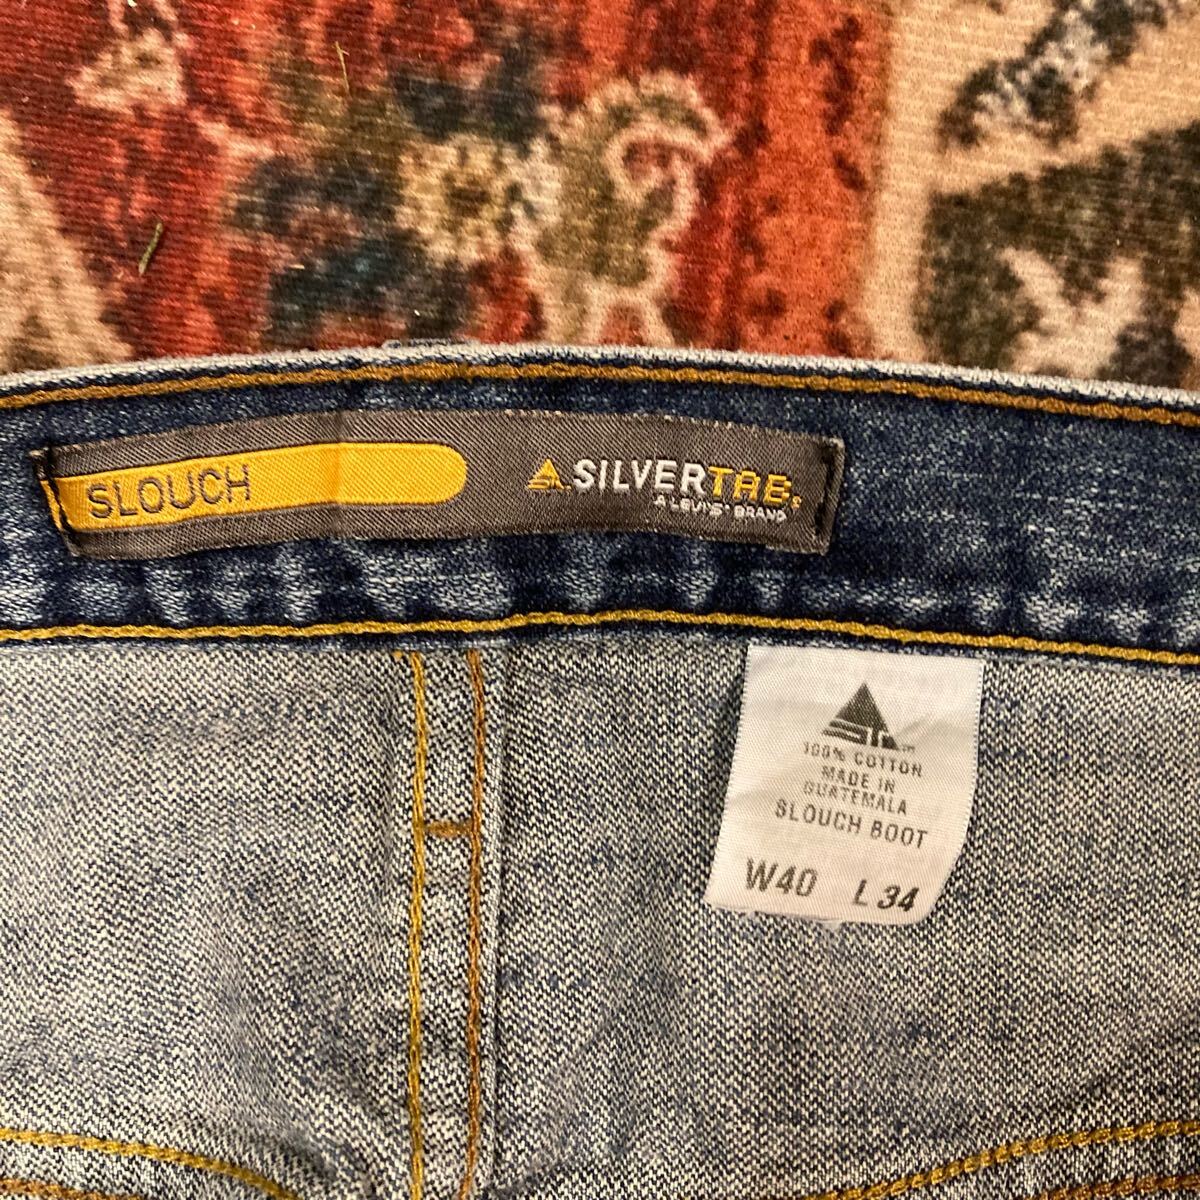 SLOUCH
SILVERTAB
A LEVI'S® BRAND
100% COTTON
MADE IN
GUATEMALA
SLOUCH BOOT
W40 L 34